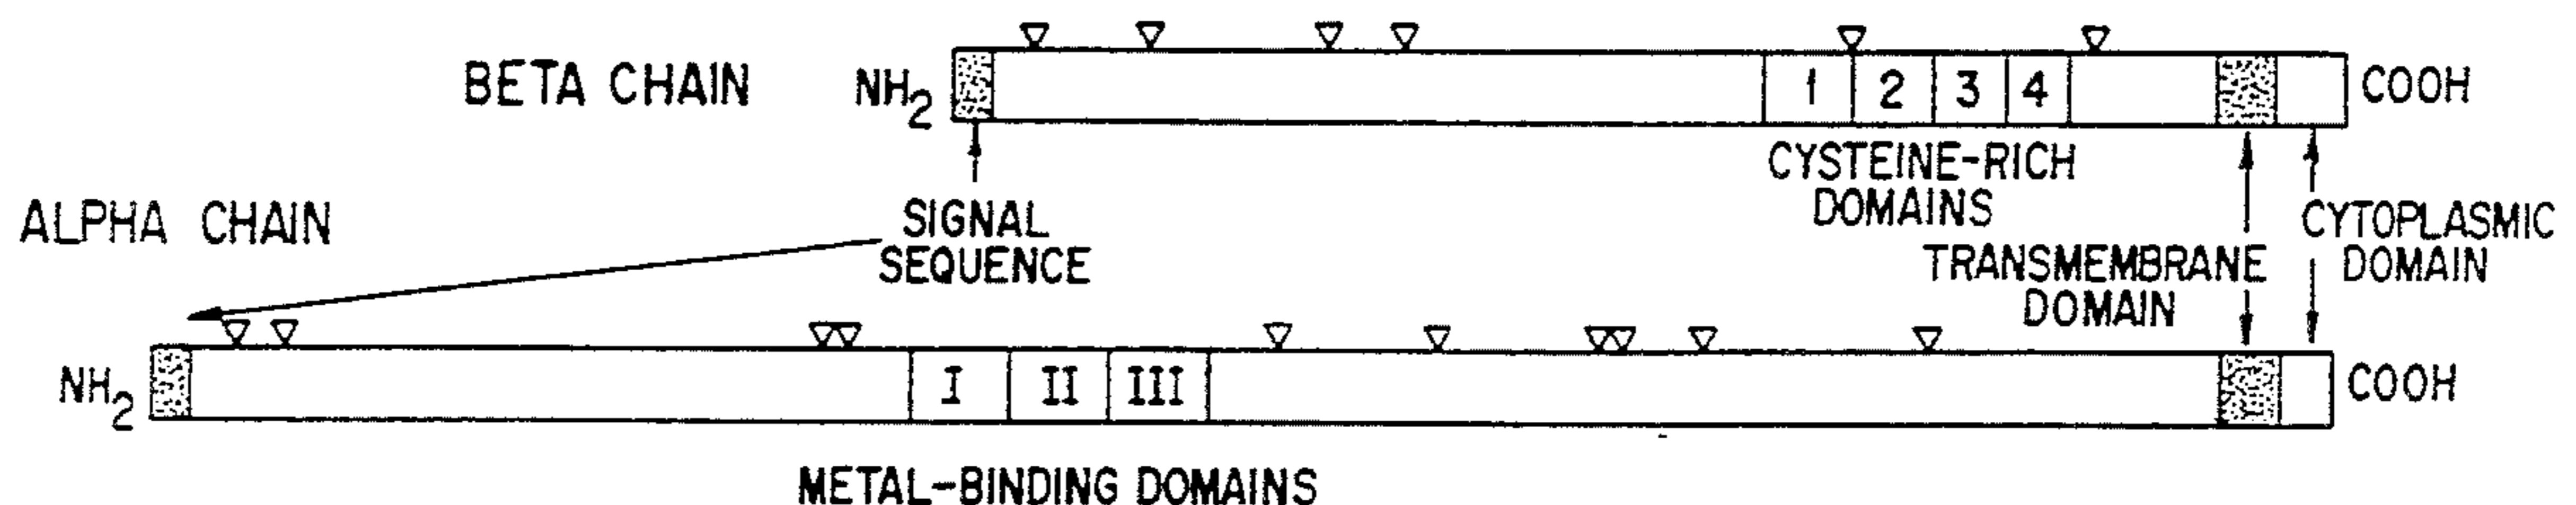 BETA CHAIN
NH2
1 2 3 4
COOH
CYSTEINE-RICH
DOMAINS
ALPHA CHAIN
SIGNAL
SEQUENCE
TRANSMEMBRANE
DOMAIN
CYTOPLASMIC
DOMAIN
NH2
I II III
COOH
METAL-BINDING DOMAINS